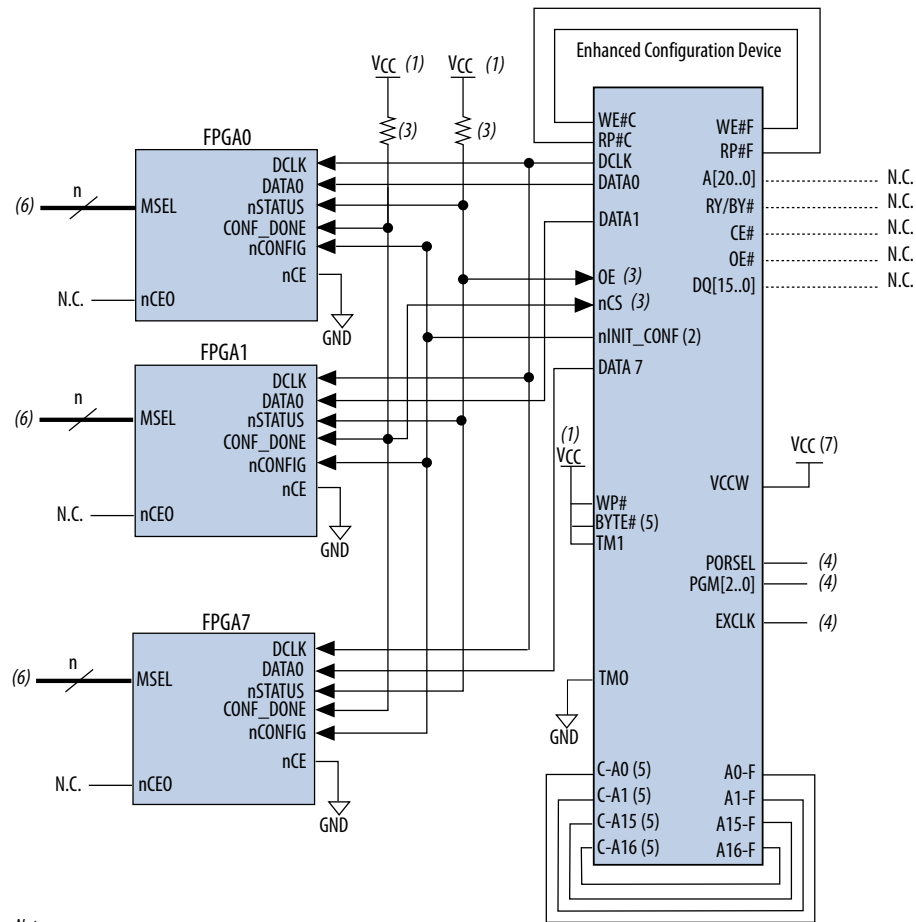 Enhanced Configuration Device
VCC (1)
VCC (1)
(3)
(3)
FPGA0
DCLK
DATA0
nSTATUS
CONF_DONE
nCONFIG
nCE
MSEL
nCEO
n
(6)
N.C.
GND
FPGA1
DCLK
DATA0
nSTATUS
CONF_DONE
nCONFIG
nCE
MSEL
nCEO
n
(6)
N.C.
GND
FPGA7
DCLK
DATA0
nSTATUS
CONF_DONE
nCONFIG
nCE
MSEL
nCEO
n
(6)
N.C.
GND
WE#C
RP#C
DCLK
DATA0
DATA1
OE (3)
nCS (3)
nINIT_CONF (2)
DATA 7
(1)
VCC
WP#
BYTE# (5)
TM1
TM0
GND
C-A0 (5)
C-A1 (5)
C-A15 (5)
C-A16 (5)
WE#F
RP#F
A[20..0]
N.C.
RY/BY#
N.C.
CE#
N.C.
OE#
N.C.
DQ[15..0]
N.C.
VCC (7)
VCCW
PORSEL
(4)
PGM[2..0]
(4)
EXCLK
(4)
A0-F
A1-F
A15-F
A16-F